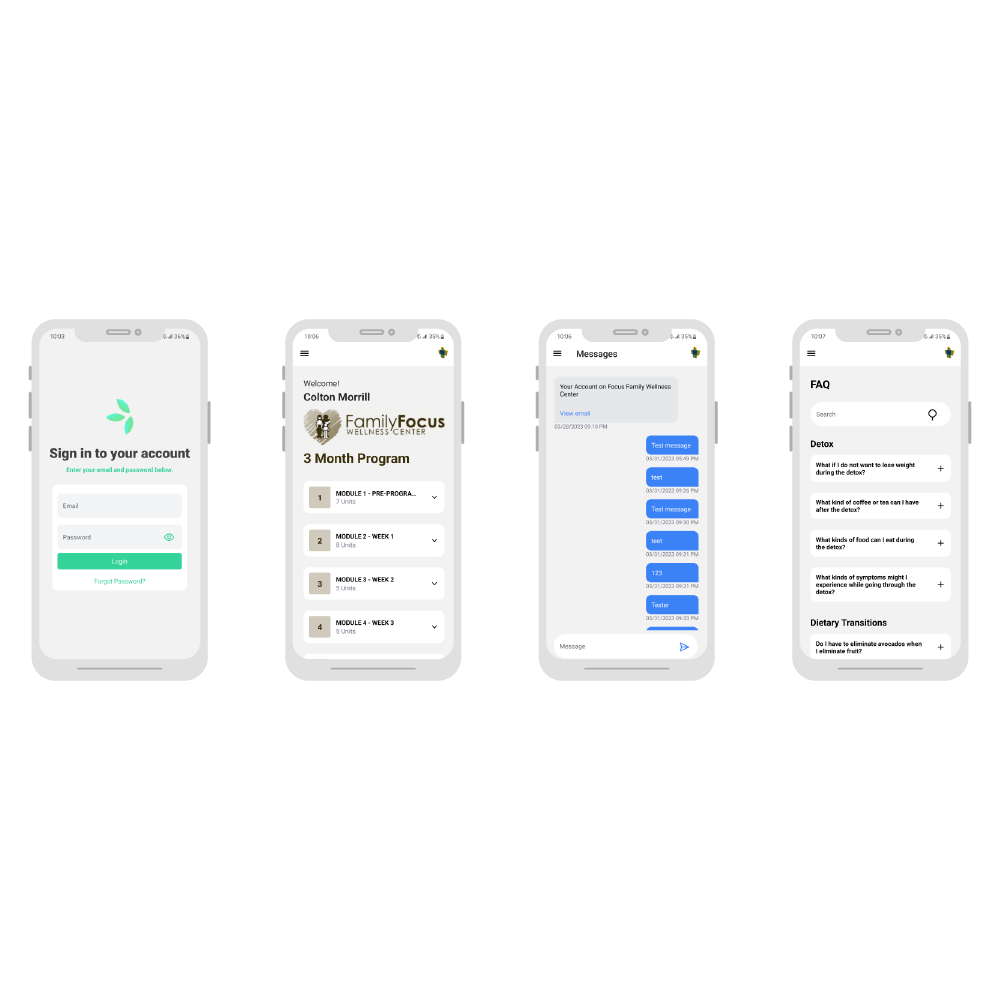 10:03
35%
Sign in to your account
Enter your email and password below.
Email
Password
Login
Forgot Password?
10:06
35%
Welcome!
Colton Morrill
FamilyFocus
WELLNESS CENTER
3 Month Program
1
MODULE 1 - PRE-PROGRA...
7 Units
2
MODULE 2 - WEEK 1
8 Units
3
MODULE 3 - WEEK 2
5 Units
4
MODULE 4 - WEEK 3
5 Units
10:06
35%
Messages
Your Account on Focus Family Wellness
Center
View email
03/20/2023 09:18 PM
Test message
03/31/2023 05:49 PM
test
03/31/2023 09:26 PM
Test message
03/31/2023 09:30 PM
test
03/31/2023 09:31 PM
123
03/31/2023 09:31 PM
Tester
03/31/2023 09:33 PM
Message
10:07
35%
FAQ
Search
Detox
What if I do not want to lose weight
during the detox?
What kind of coffee or tea can I have
after the detox?
What kinds of food can I eat during
the detox?
What kinds of symptoms might I
experience while going through the
detox?
Dietary Transitions
Do I have to eliminate avocados when
I eliminate fruit?